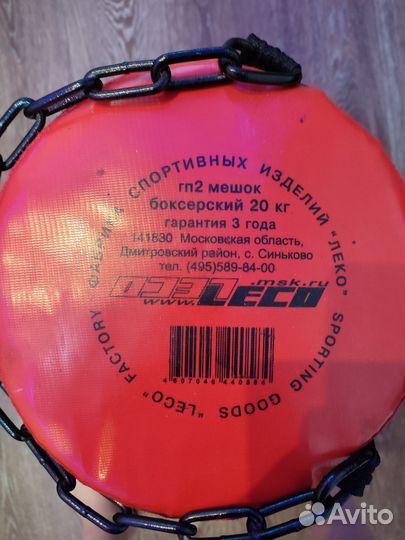 ФАБРИКА СПОРТИВНЫХ ИЗДЕЛИЙ "ЛЕКО"
SPORTING GOODS "LECO" FACTORY
гп2 мешок
боксерский 20 кг
гарантия 3 года
141830 Московская область,
Дмитровский район, с. Синьково
тел. (495)589-84-00
.msk.ru
www.LECO
4607046440884
Avito